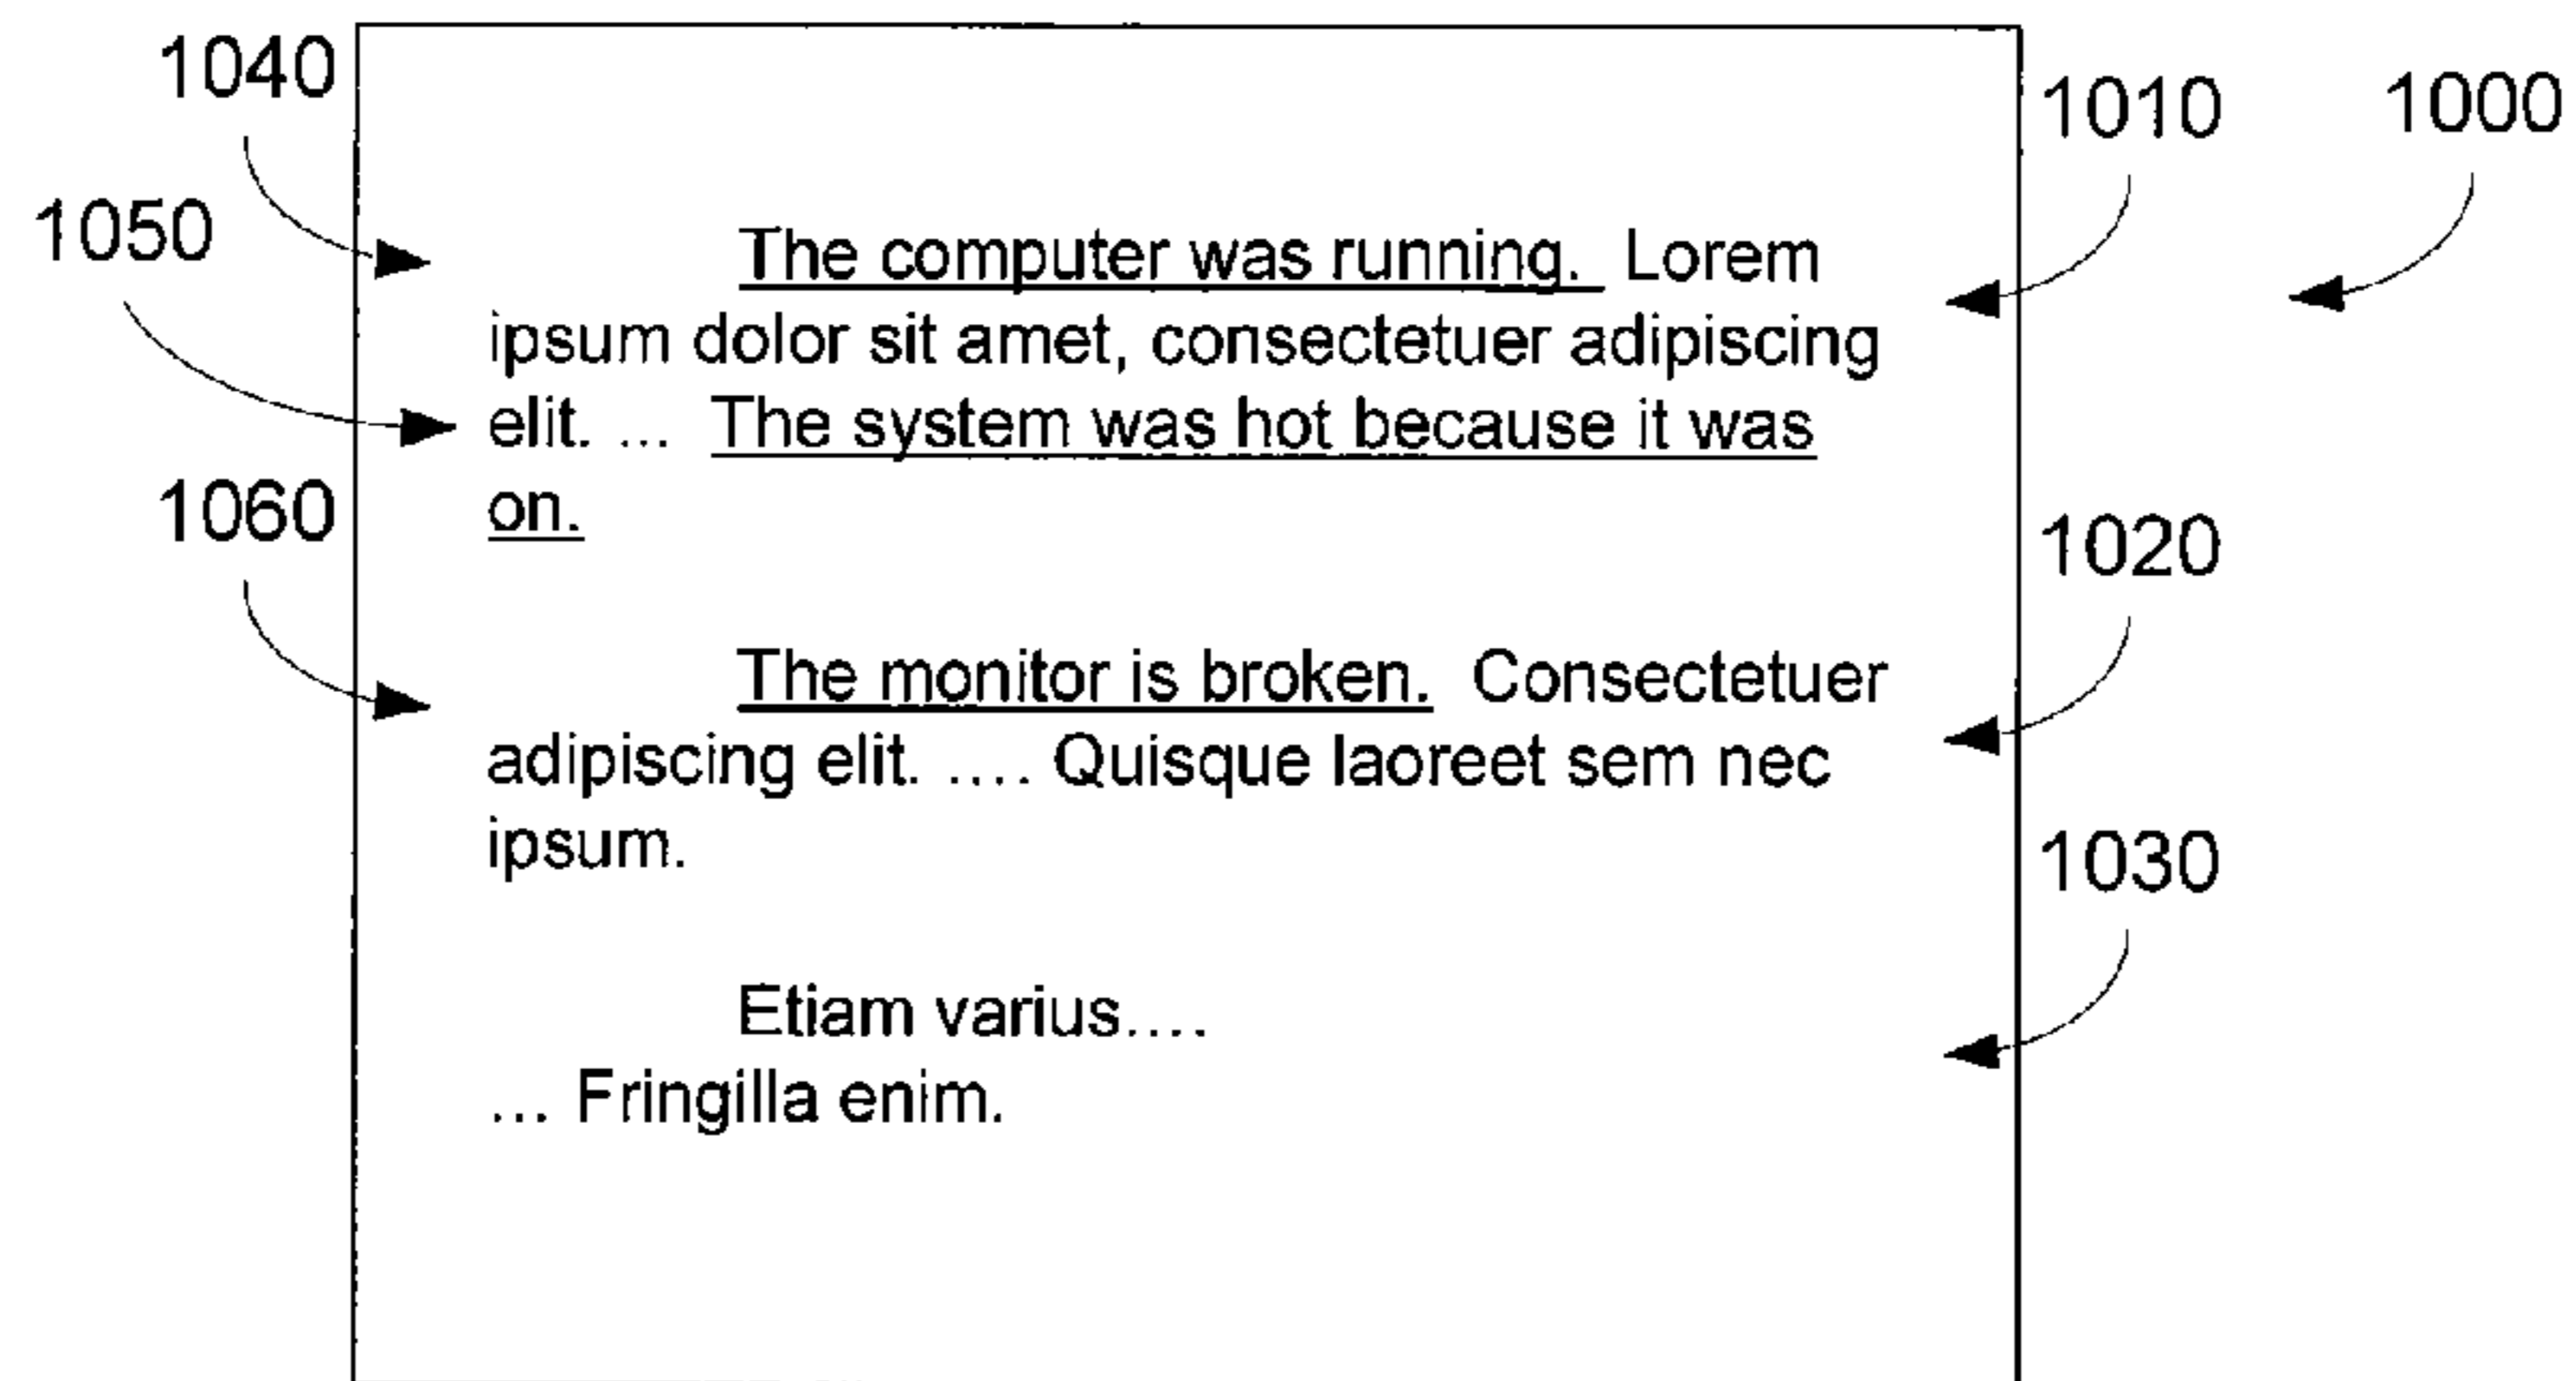 1040
1010
1000
1050
The computer was running. Lorem
ipsum dolor sit amet, consectetuer adipiscing
elit. ... The system was hot because it was
1060
on.
1020
The monitor is broken. Consectetuer
adipiscing elit. .... Quisque laoreet sem nec
ipsum.
1030
Etiam varius....
... Fringilla enim.